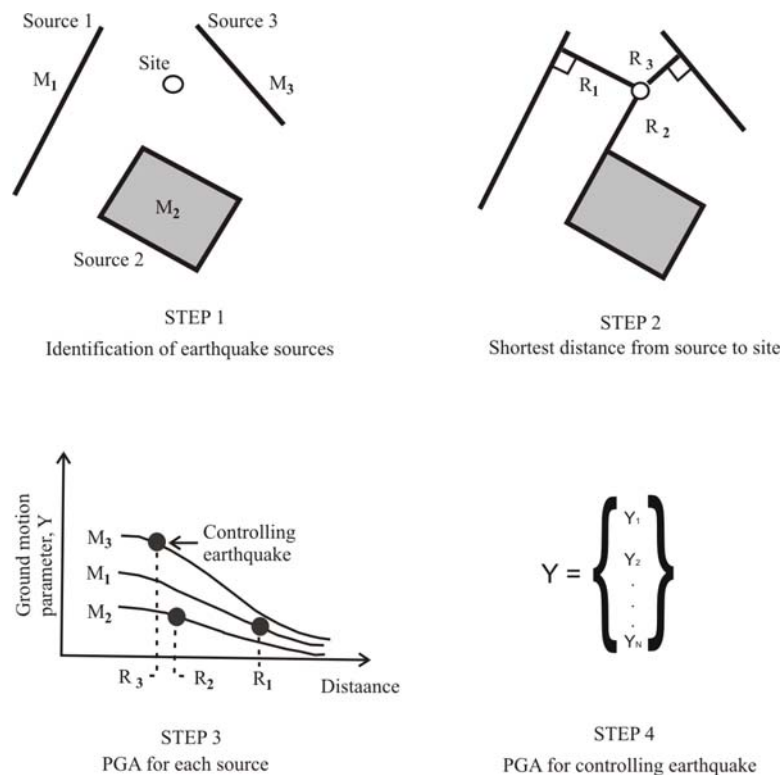 Source 1
Source 3
Site
M1
M3
M2
Source 2
STEP 1
Identification of earthquake sources
R3
R1
R2
STEP 2
Shortest distance from source to site
Ground motion
parameter, Y
M3
M1
M2
Controlling
earthquake
R3
R2
R1
Distaance
STEP 3
PGA for each source
Y1
Y2
.
Y =
.
.
YN
STEP 4
PGA for controlling earthquake